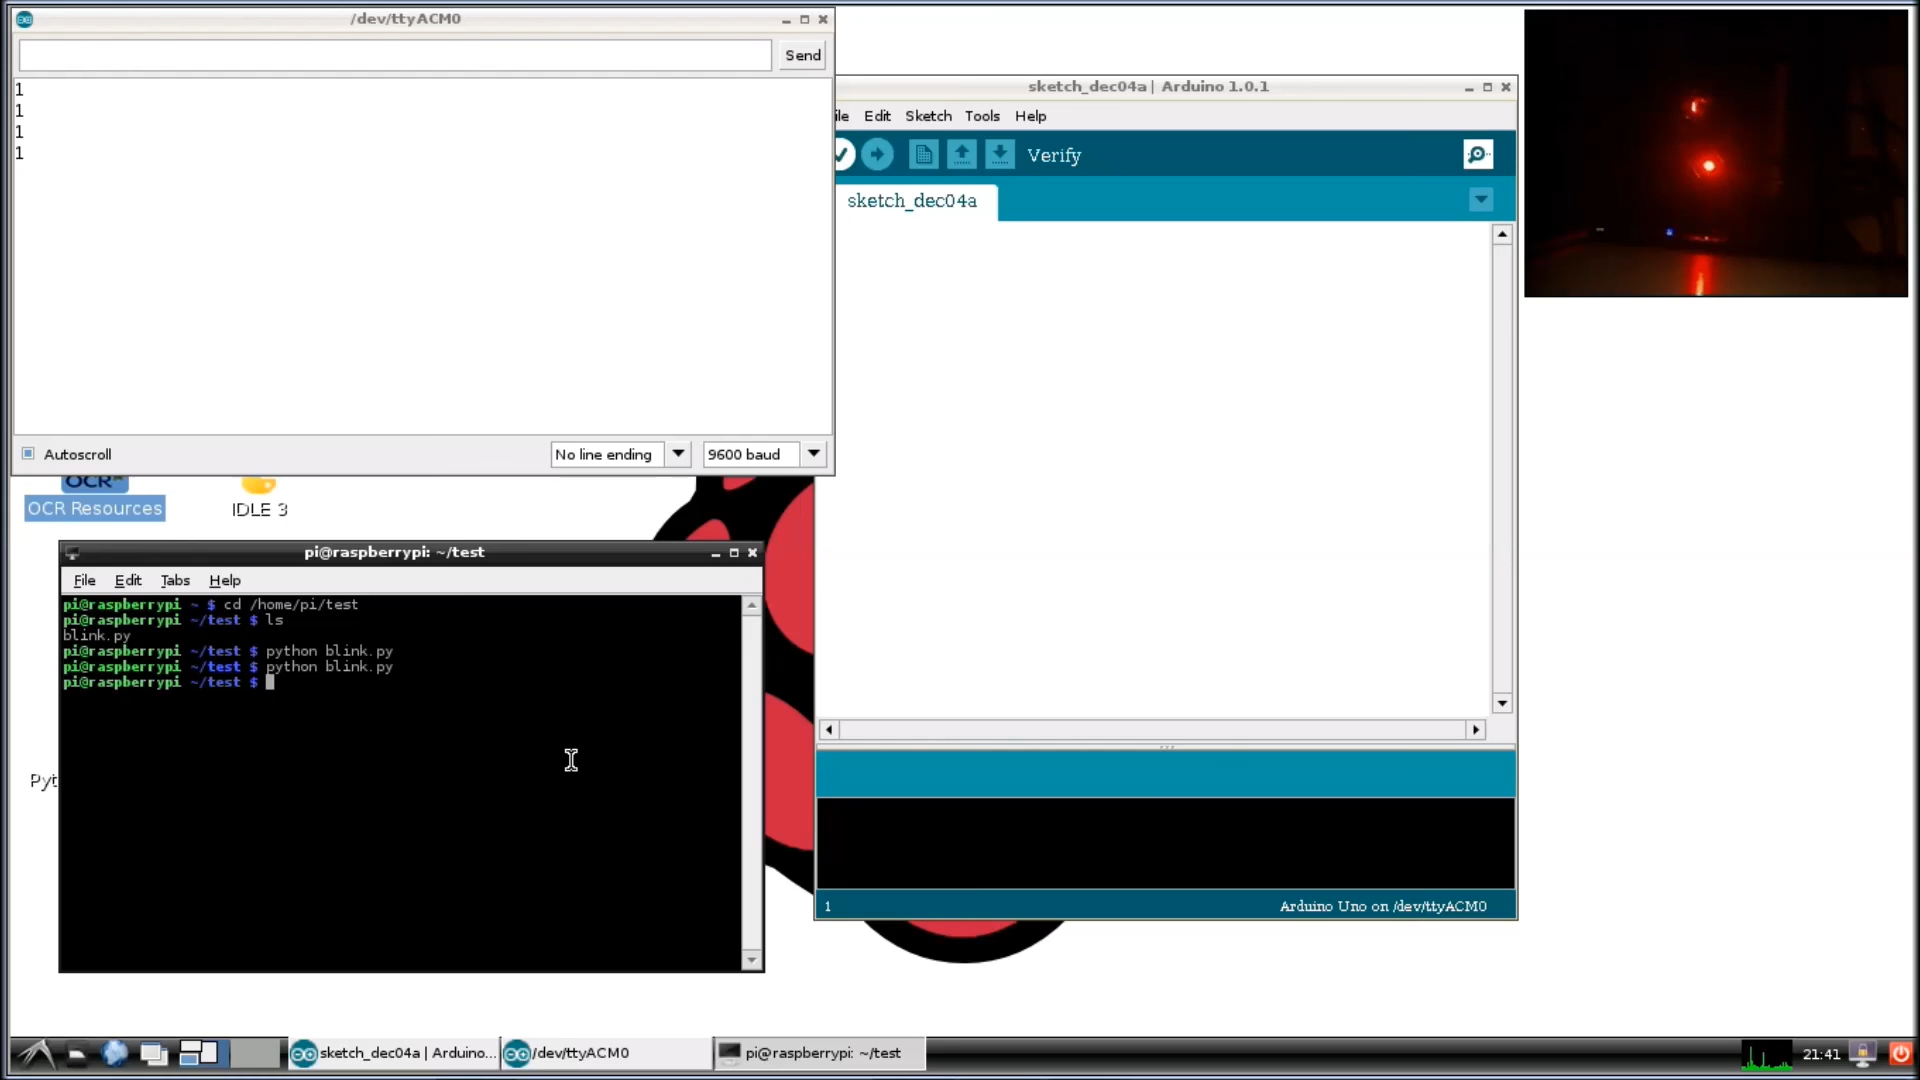 /dev/ttyACM0
Send
1
1
1
1
Autoscroll
No line ending
9600 baud
sketch_dec04a | Arduino 1.0.1
ile Edit Sketch Tools Help
Verify
sketch_dec04a
1
Arduino Uno on /dev/ttyACM0
OCR
OCR Resources
IDLE 3
Pyt
pi@raspberrypi: ~/test
File Edit Tabs Help
pi@raspberrypi ~ $ cd /home/pi/test
pi@raspberrypi ~/test $ ls
blink.py
pi@raspberrypi ~/test $ python blink.py
pi@raspberrypi ~/test $ python blink.py
pi@raspberrypi ~/test $
sketch_dec04a | Arduino...
/dev/ttyACM0
pi@raspberrypi: ~/test
21:41